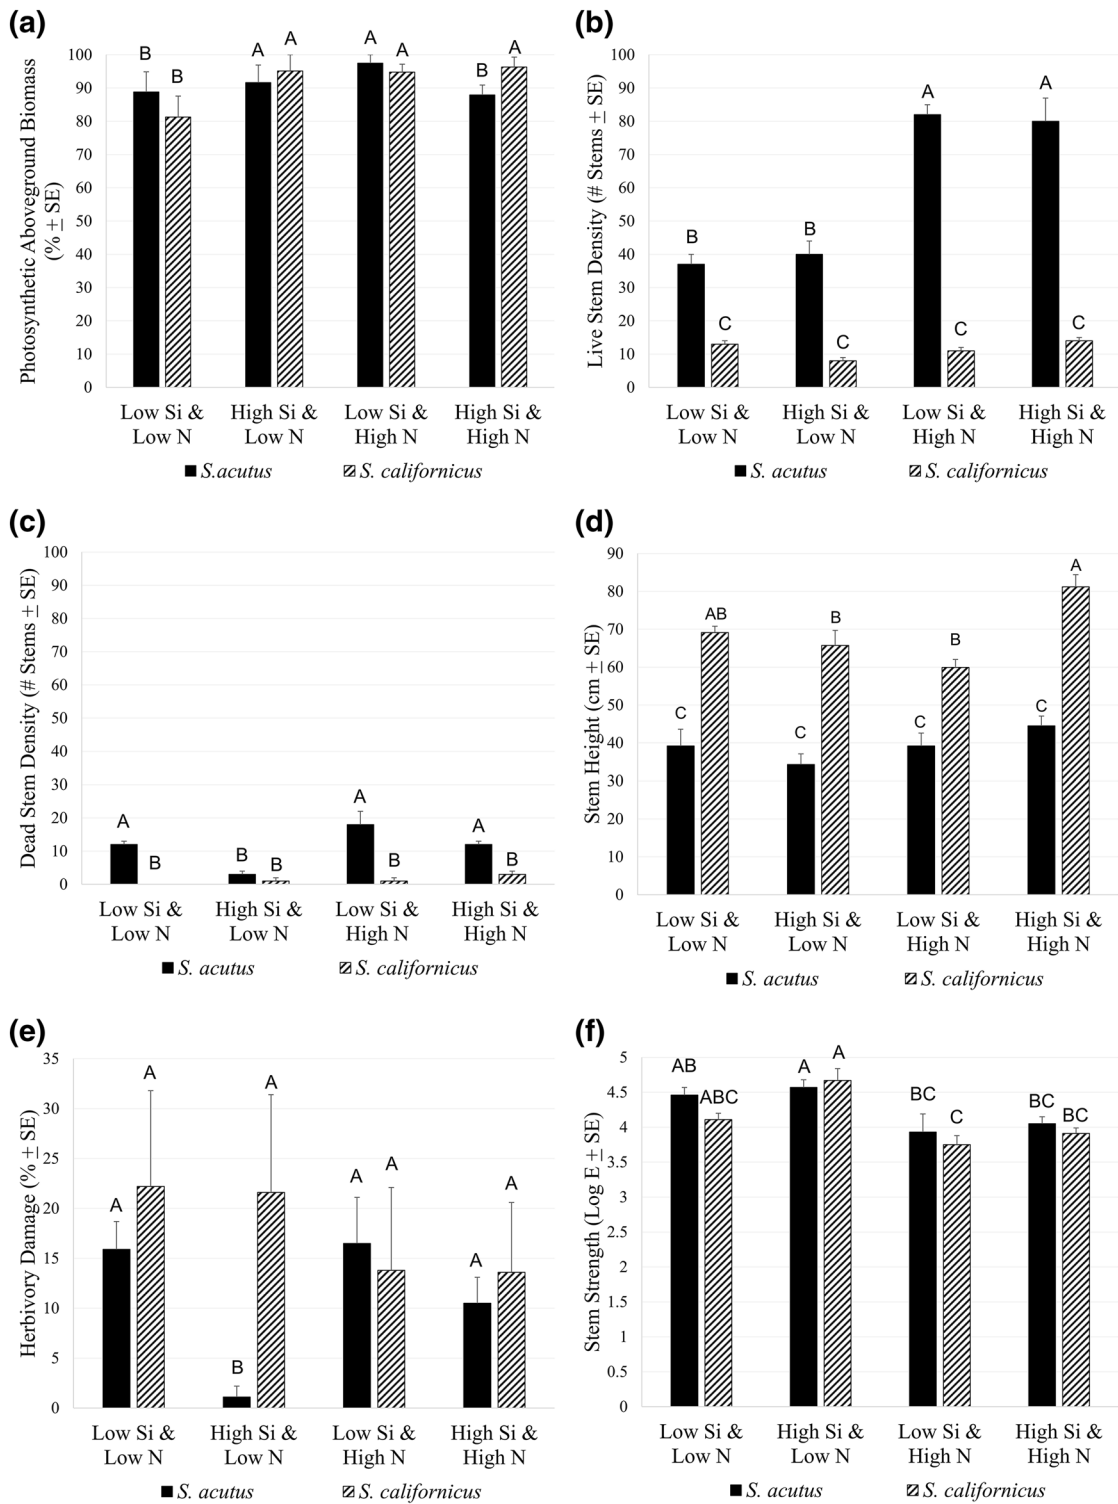 (a)
Photosynthetic Aboveground Biomass
(% ± SE)
100
90
80
70
60
50
40
30
20
10
0
B
B
A
A
A
A
B
A
Low Si &
Low N
High Si &
Low N
Low Si &
High N
High Si &
High N
S.acutus
S. californicus
(b)
Live Stem Density (# Stems ± SE)
100
90
80
70
60
50
40
30
20
10
0
B
C
B
C
A
C
A
C
Low Si &
Low N
High Si &
Low N
Low Si &
High N
High Si &
High N
S. acutus
S. californicus
(c)
Dead Stem Density (# Stems ± SE)
100
90
80
70
60
50
40
30
20
10
0
A
B
B
B
A
B
A
B
Low Si &
Low N
High Si &
Low N
Low Si &
High N
High Si &
High N
S. acutus
S. californicus
(d)
Stem Height (cm ± SE)
90
80
70
60
50
40
30
20
10
0
C
AB
C
B
C
B
C
A
Low Si &
Low N
High Si &
Low N
Low Si &
High N
High Si &
High N
S. acutus
S. californicus
(e)
Herbivory Damage (% ± SE)
35
30
25
20
15
10
5
0
A
A
B
A
A
A
A
A
Low Si &
Low N
High Si &
Low N
Low Si &
High N
High Si &
High N
S. acutus
S. californicus
(f)
Stem Strength (Log E ± SE)
5
4.5
4
3.5
3
2.5
2
1.5
1
0.5
0
AB
ABC
A
A
BC
C
BC
BC
Low Si &
Low N
High Si &
Low N
Low Si &
High N
High Si &
High N
S. acutus
S. californicus